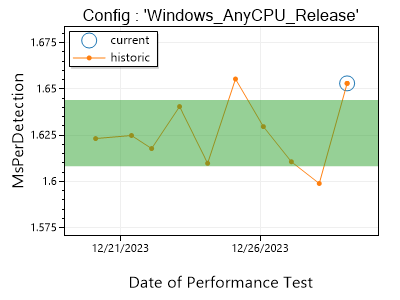 Config : 'Windows_AnyCPU_Release'
current
historic
MsPerDetection
1.675
1.65
1.625
1.6
1.575
12/21/2023
12/26/2023
Date of Performance Test